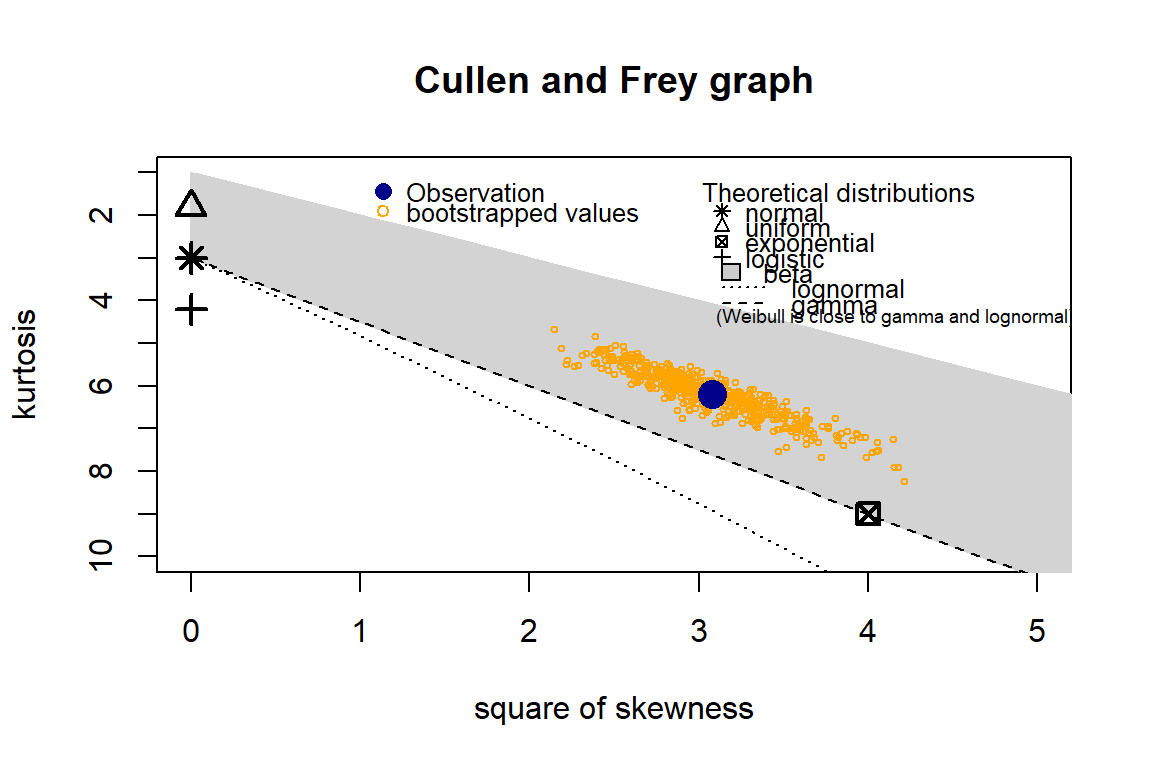 Cullen and Frey graph
Observation
bootstrapped values
Theoretical distributions
normal
uniform
exponential
logistic
beta
lognormal
gamma
(Weibull is close to gamma and lognormal)
kurtosis
2
4
6
8
10
0 1 2 3 4 5
square of skewness